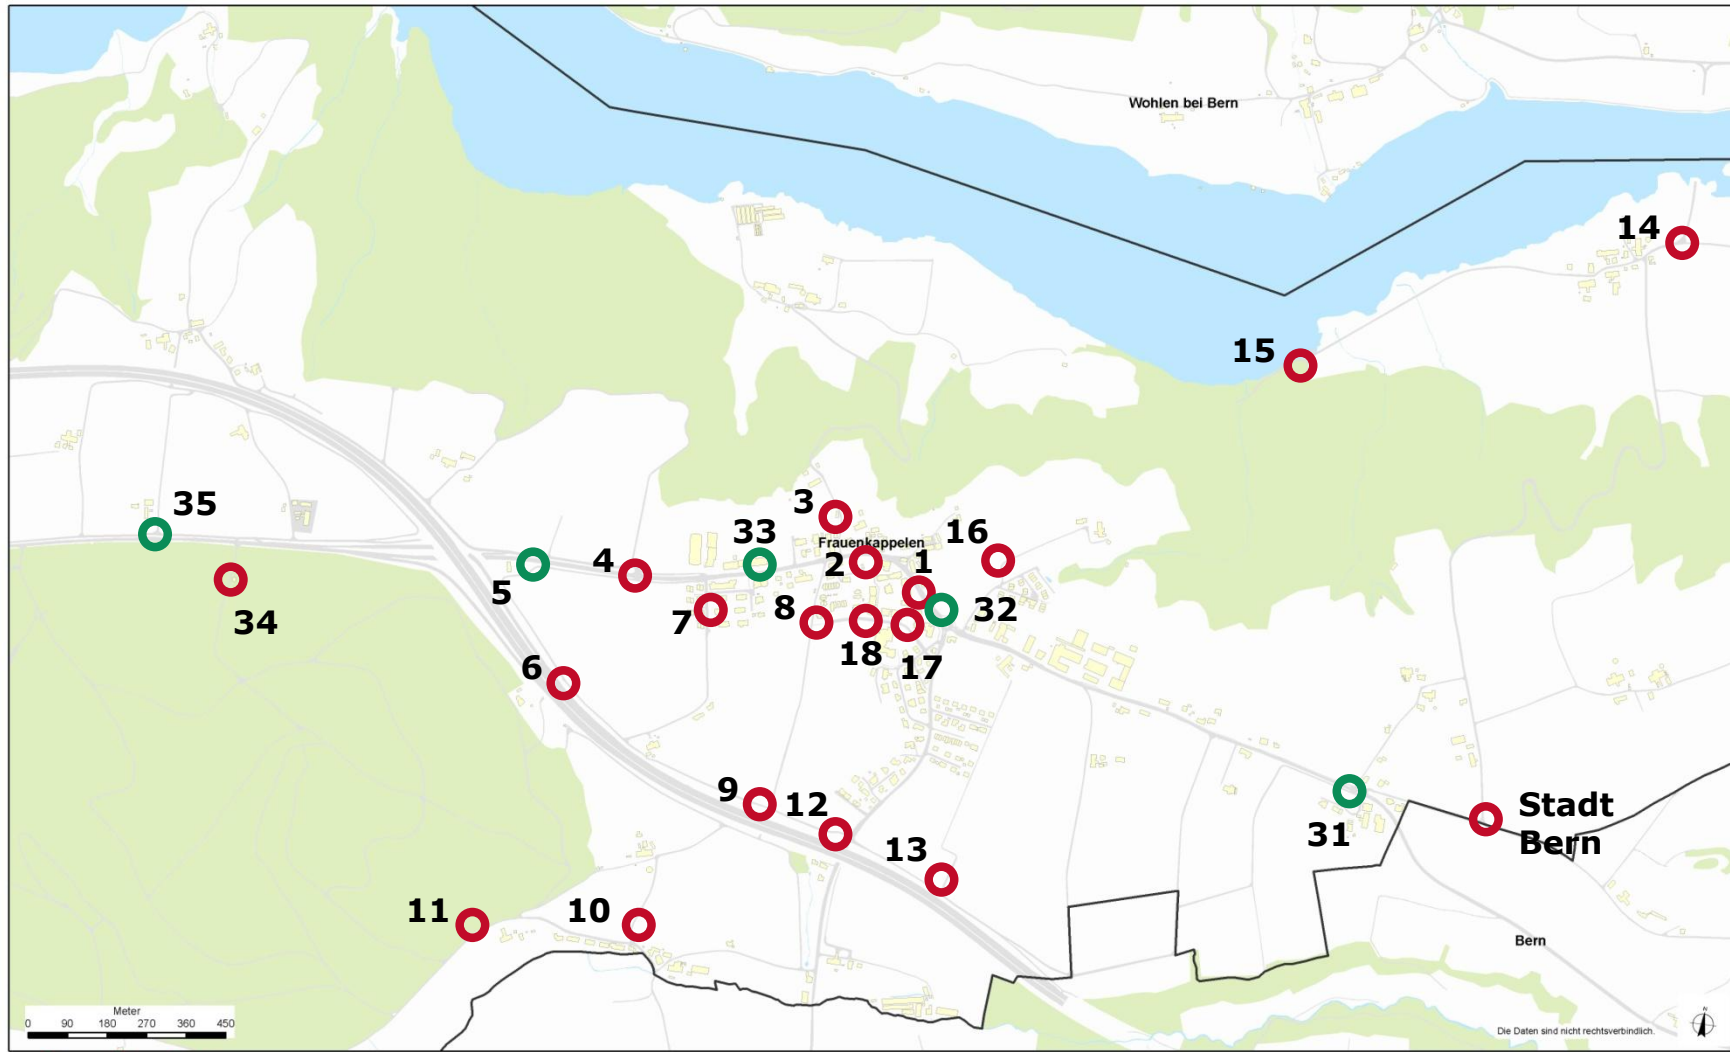 Wohlen bei Bern
14
15
35
3
33
16
Frauenkappelen
4
2
1
5
7
8
32
34
18
17
6
9
12
Stadt
31
Bern
13
11
10
Bern
Meter
0 90 180 270 360 450
N
Die Daten sind nicht rechtsverbindlich.